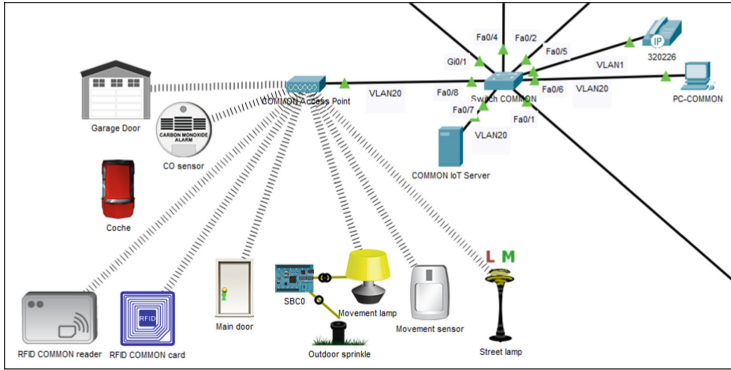 Fa0/4
Fa0/2
Gi0/1
Fa0/5
IP
320226
VLAN1
COMMON Access Point
VLAN20
Fa0/8
Switch COMMON
Fa0/6
VLAN20
PC-COMMON
Fa0/7
Fa0/1
VLAN20
COMMON IoT Server
Garage Door
CARBON MONOXIDE
ALARM
CO sensor
Coche
L M
SBC0
Main door
Movement lamp
Movement sensor
RFID
RFID COMMON reader
RFID COMMON card
Outdoor sprinkle
Street lamp